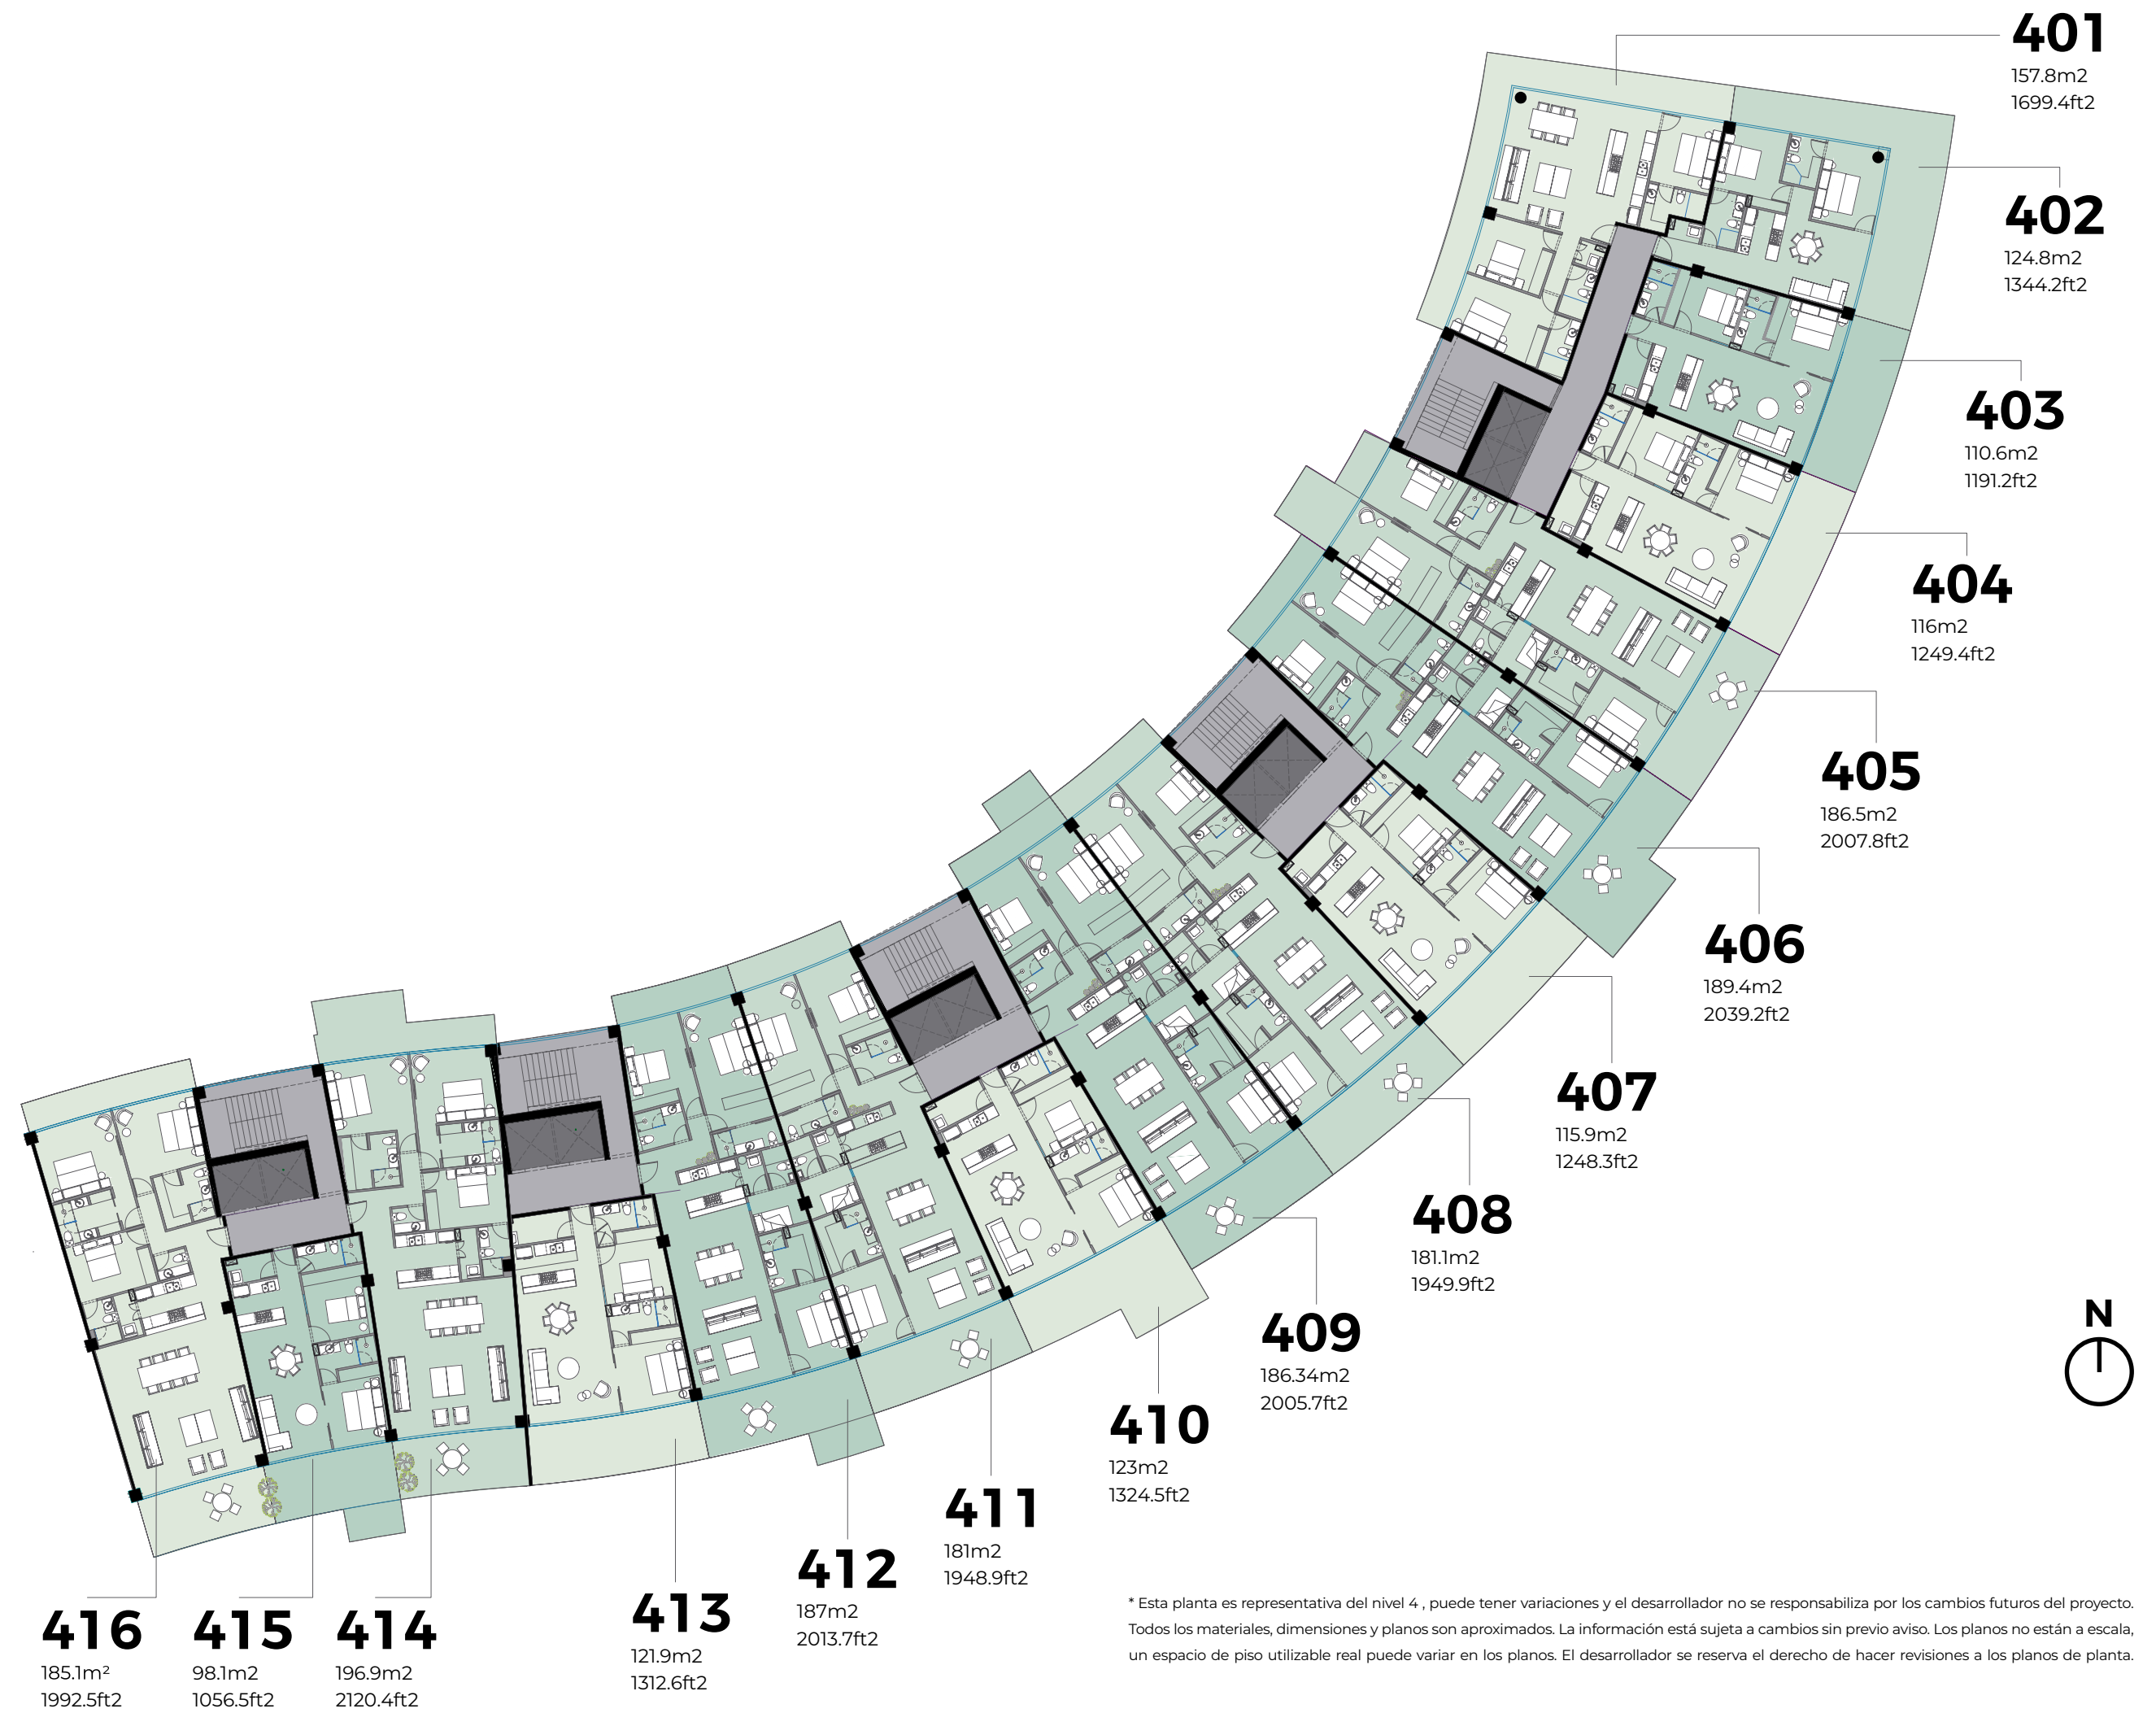 401
157.8m2
1699.4ft2
402
124.8m2
1344.2ft2
403
110.6m2
1191.2ft2
404
116m2
1249.4ft2
405
186.5m2
2007.8ft2
406
189.4m2
2039.2ft2
407
115.9m2
1248.3ft2
408
181.1m2
1949.9ft2
409
186.34m2
2005.7ft2
410
123m2
1324.5ft2
411
181m2
1948.9ft2
412
187m2
2013.7ft2
413
121.9m2
1312.6ft2
414
196.9m2
2120.4ft2
415
98.1m2
1056.5ft2
416
185.1m²
1992.5ft2
N
* Esta planta es representativa del nivel 4 , puede tener variaciones y el desarrollador no se responsabiliza por los cambios futuros del proyecto.
Todos los materiales, dimensiones y planos son aproximados. La información está sujeta a cambios sin previo aviso. Los planos no están a escala,
un espacio de piso utilizable real puede variar en los planos. El desarrollador se reserva el derecho de hacer revisiones a los planos de planta.